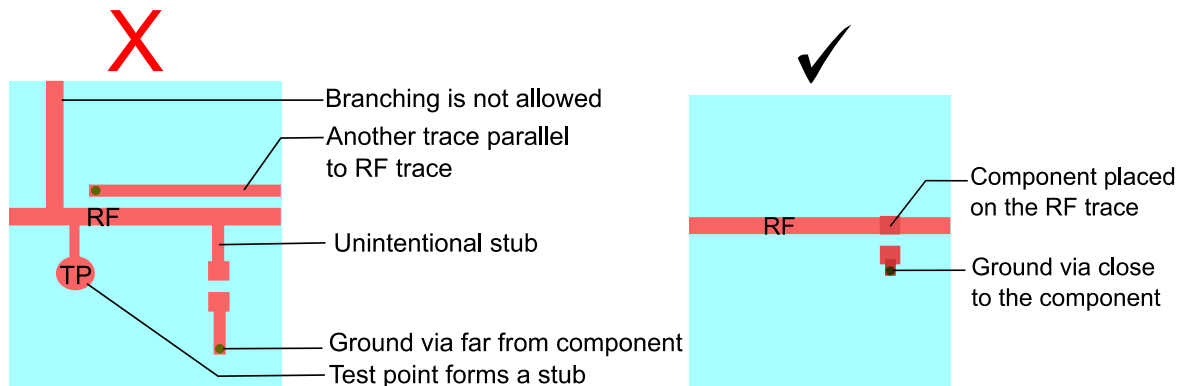 X
Branching is not allowed
Another trace parallel
to RF trace
RF
Unintentional stub
TP
Ground via far from component
Test point forms a stub
RF
Component placed
on the RF trace
Ground via close
to the component